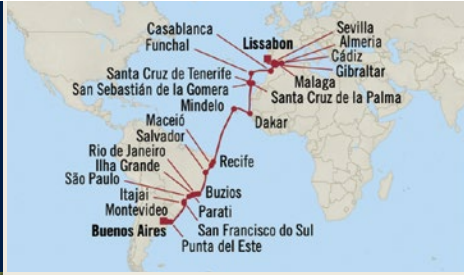 Casablanca
Funchal
Lissabon
Sevilla
Almeria
Cádiz
Gibraltar
Malaga
Santa Cruz de Tenerife
San Sebastián de la Gomera
Santa Cruz de la Palma
Mindelo
Dakar
Maceió
Salvador
Recife
Rio de Janeiro
Ilha Grande
São Paulo
Buzios
Parati
Itajai
Montevideo
San Francisco do Sul
Buenos Aires
Punta del Este